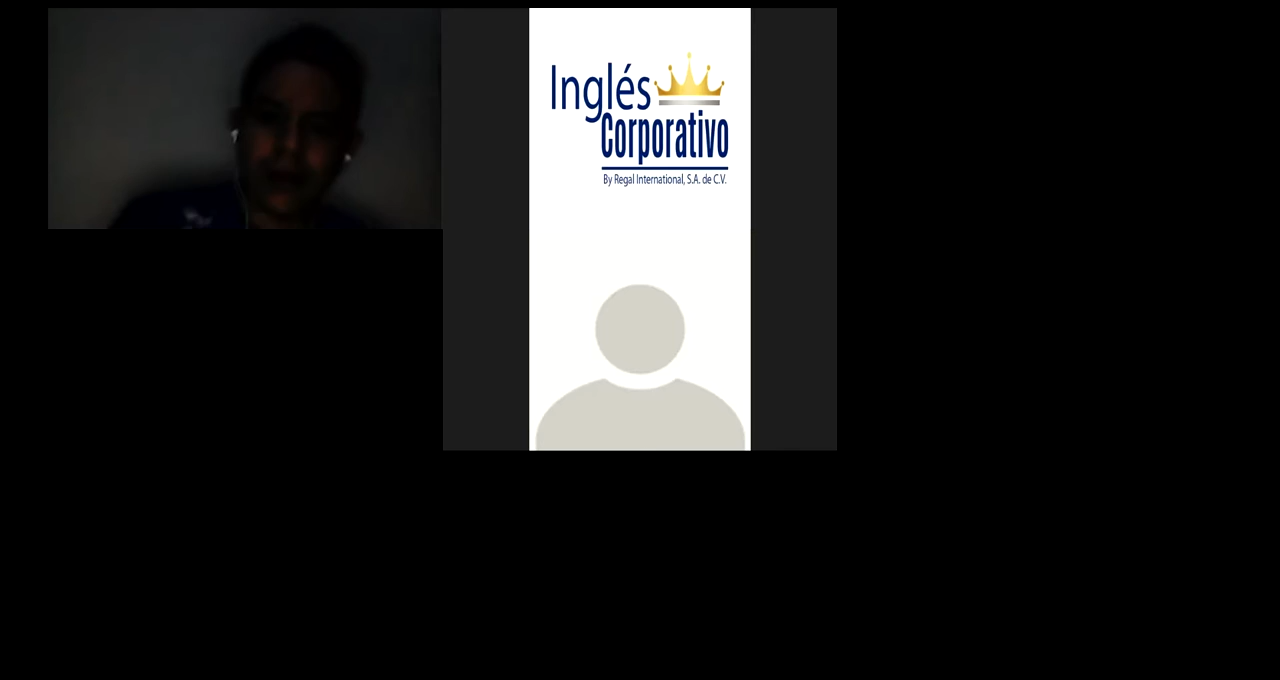 Inglés
Corporativo
By Regal International, S.A. de C.V.